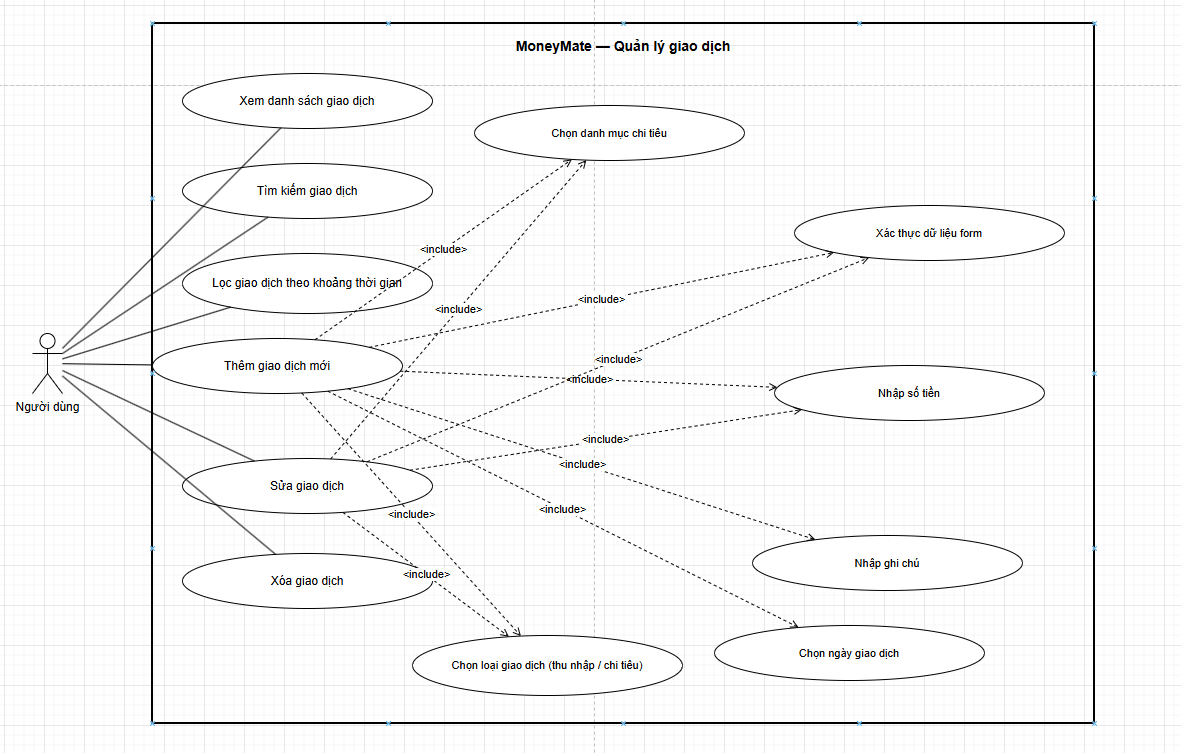 MoneyMate — Quản lý giao dịch
Xem danh sách giao dịch
Chọn danh mục chi tiêu
Tìm kiếm giao dịch
Xác thực dữ liệu form
<include>
Lọc giao dịch theo khoảng thời gian
<include>
<include>
Thêm giao dịch mới
<include>
<include>
Nhập số tiền
Người dùng
<include>
<include>
Sửa giao dịch
<include>
<include>
Nhập ghi chú
<include>
Xóa giao dịch
Chọn ngày giao dịch
Chọn loại giao dịch (thu nhập / chi tiêu)